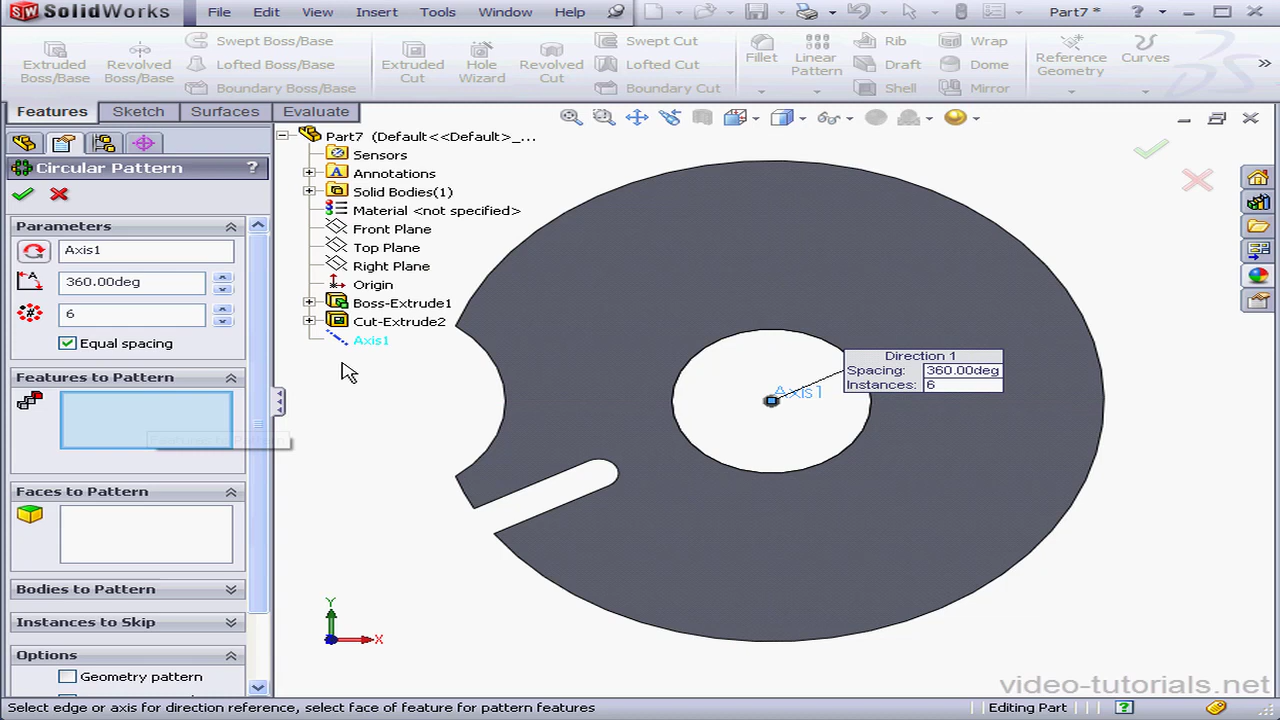 SolidWorks File Edit View Insert Tools Window Help Part7 *
Extruded Boss/Base
Revolved Boss/Base
Swept Boss/Base
Lofted Boss/Base
Boundary Boss/Base
Extruded Cut
Hole Wizard
Revolved Cut
Swept Cut
Lofted Cut
Boundary Cut
Fillet
Linear Pattern
Rib
Draft
Shell
Wrap
Dome
Mirror
Reference Geometry
Curves
Features Sketch Surfaces Evaluate
Circular Pattern ?
Parameters
Axis1
360.00deg
6
Equal spacing
Features to Pattern
Features to Pattern
Faces to Pattern
Bodies to Pattern
Instances to Skip
Options
Geometry pattern
Part7 (Default<<Default>_...
Sensors
Annotations
Solid Bodies(1)
Material <not specified>
Front Plane
Top Plane
Right Plane
Origin
Boss-Extrude1
Cut-Extrude2
Axis1
Axis1
Direction 1
Spacing: 360.00deg
Instances: 6
Y
X
video-tutorials.net
Select edge or axis for direction reference, select face of feature for pattern features
Editing Part